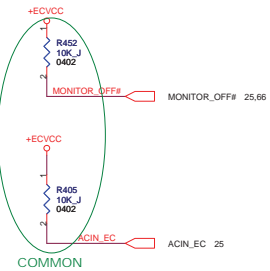 +ECVCC
1
R452
10K_J
0402
2
MONITOR_OFF# MONITOR_OFF# 25,66
+ECVCC
1
R405
10K_J
0402
2
ACIN_EC ACIN_EC 25
COMMON